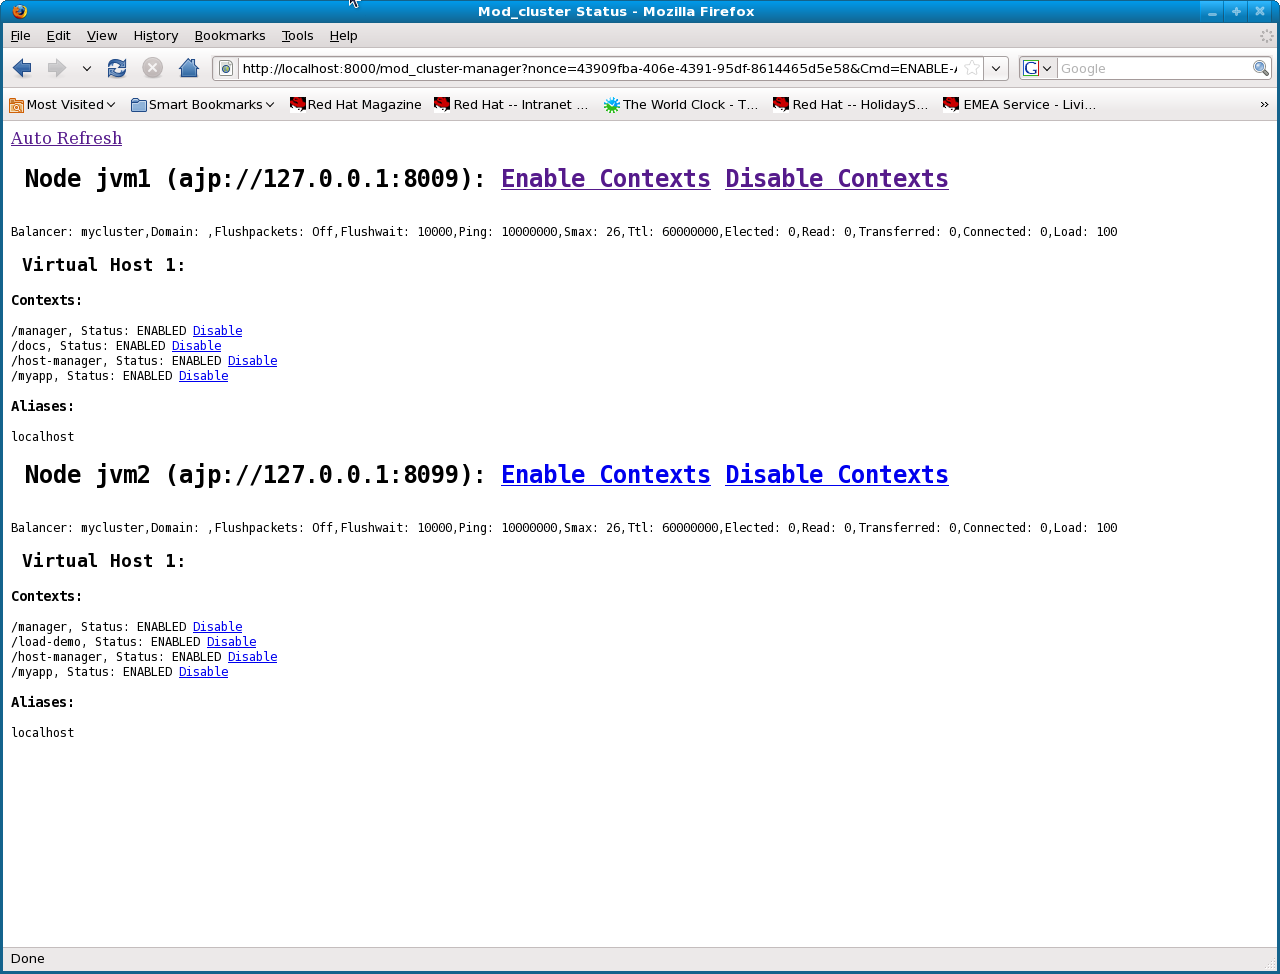 Mod_cluster Status - Mozilla Firefox
File Edit View History Bookmarks Tools Help
http://localhost:8000/mod_cluster-manager?nonce=43909fba-406e-4391-95df-8614465d5e58&Cmd=ENABLE- Google
Most Visited Smart Bookmarks Red Hat Magazine Red Hat -- Intranet ... The World Clock - T... Red Hat -- HolidayS... EMEA Service - Livi... »
Auto Refresh
Node jvm1 (ajp://127.0.0.1:8009): Enable Contexts Disable Contexts
Balancer: mycluster,Domain: ,Flushpackets: Off,Flushwait: 10000,Ping: 10000000,Smax: 26,Ttl: 60000000,Elected: 0,Read: 0,Transferred: 0,Connected: 0,Load: 100
Virtual Host 1:
Contexts:
/manager, Status: ENABLED Disable
/docs, Status: ENABLED Disable
/host-manager, Status: ENABLED Disable
/myapp, Status: ENABLED Disable
Aliases:
localhost
Node jvm2 (ajp://127.0.0.1:8099): Enable Contexts Disable Contexts
Balancer: mycluster,Domain: ,Flushpackets: Off,Flushwait: 10000,Ping: 10000000,Smax: 26,Ttl: 60000000,Elected: 0,Read: 0,Transferred: 0,Connected: 0,Load: 100
Virtual Host 1:
Contexts:
/manager, Status: ENABLED Disable
/load-demo, Status: ENABLED Disable
/host-manager, Status: ENABLED Disable
/myapp, Status: ENABLED Disable
Aliases:
localhost
Done